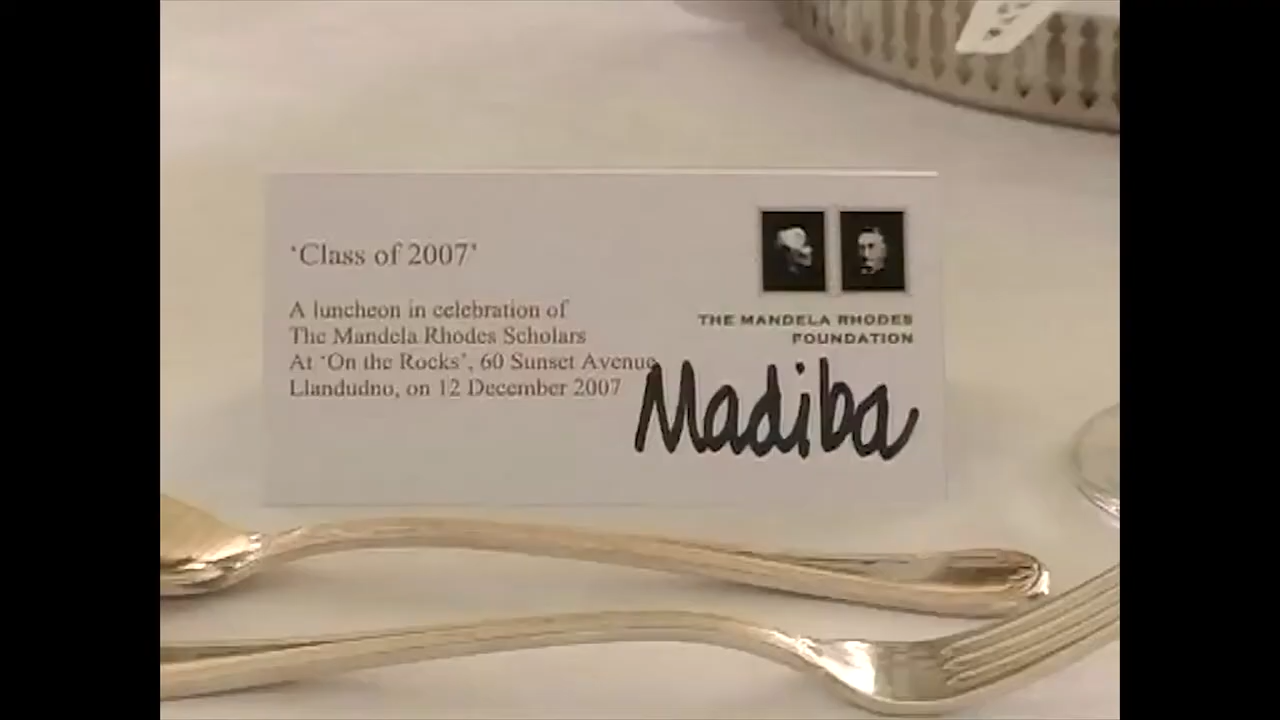 'Class of 2007'
A luncheon in celebration of
The Mandela Rhodes Scholars
At 'On the Rocks', 60 Sunset Avenue
Llandudno, on 12 December 2007
THE MANDELA RHODES
FOUNDATION
Madiba